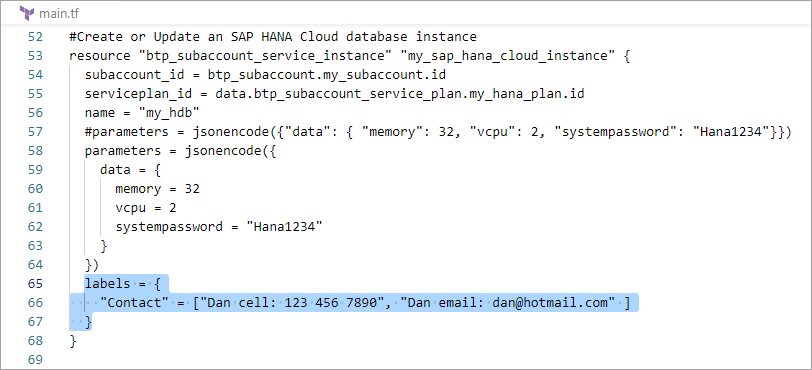 main.tf
52 #Create or Update an SAP HANA Cloud database instance
53 resource "btp_subaccount_service_instance" "my_sap_hana_cloud_instance" {
54   subaccount_id = btp_subaccount.my_subaccount.id
55   serviceplan_id = data.btp_subaccount_service_plan.my_hana_plan.id
56   name = "my_hdb"
57   #parameters = jsonencode({"data": { "memory": 32, "vcpu": 2, "systempassword": "Hana1234"}})
58   parameters = jsonencode({
59     data = {
60       memory = 32
61       vcpu = 2
62       systempassword = "Hana1234"
63     }
64   })
65   labels = {
66     "Contact" = ["Dan cell: 123 456 7890", "Dan email: dan@hotmail.com" ]
67   }
68 }
69